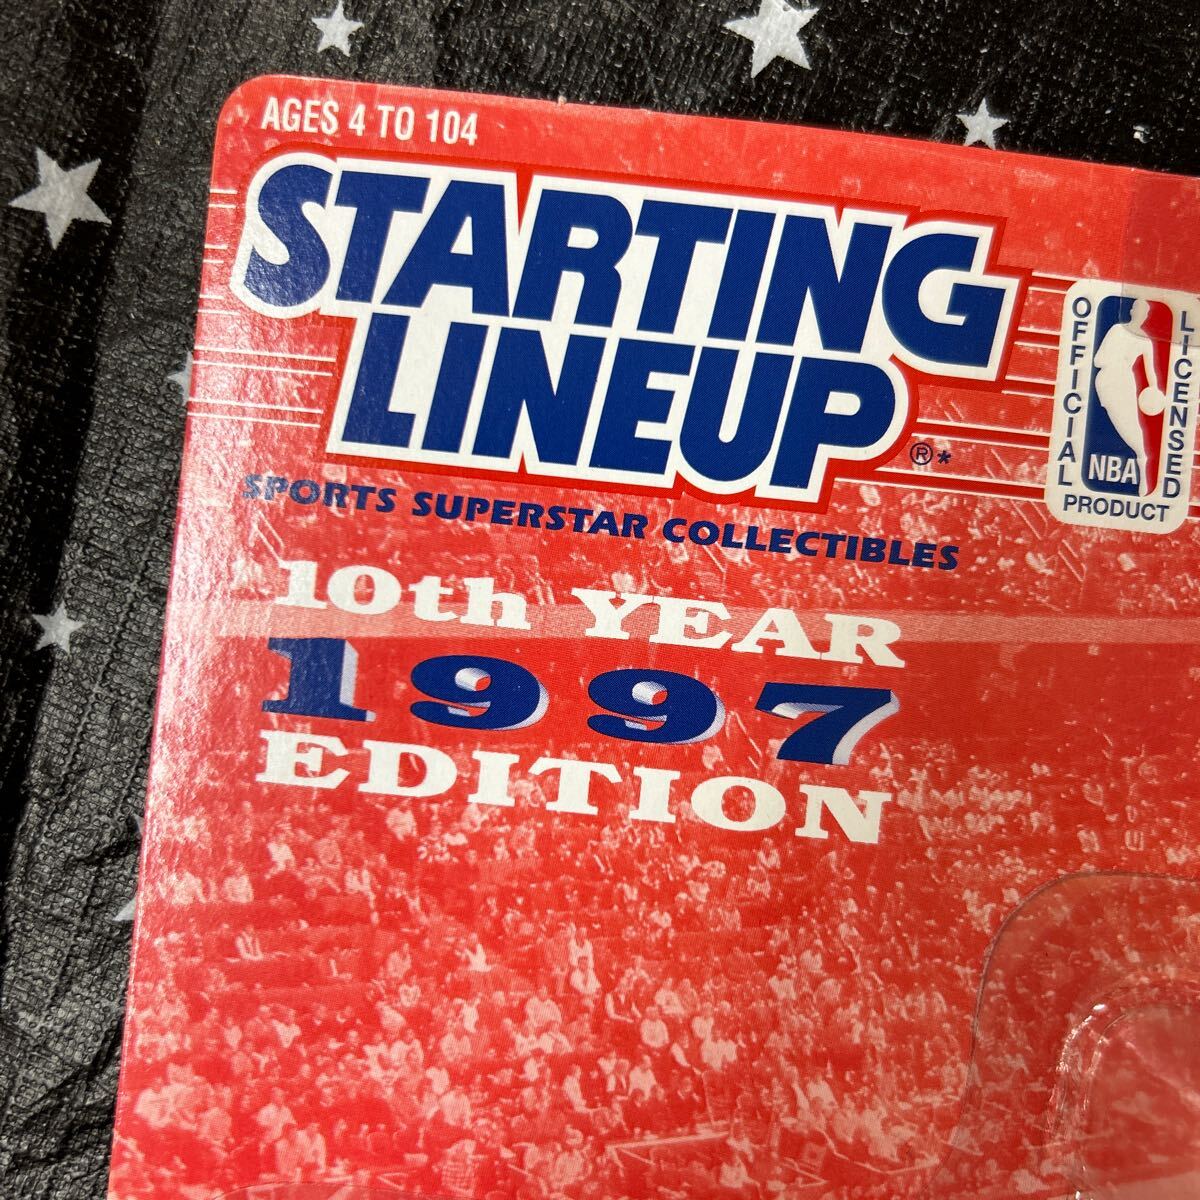 AGES 4 TO 104
STARTING
LINEUP®*
SPORTS SUPERSTAR COLLECTIBLES
10th YEAR
1997
EDITION
OFFICIAL
LICENSED
NBA
PRODUCT